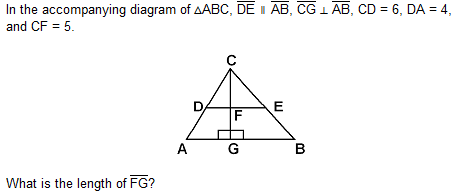 In the accompanying diagram of △ABC, DE ∥ AB, CG ⊥ AB, CD = 6, DA = 4,
and CF = 5.
C
D
E
F
A
G
B
What is the length of FG?